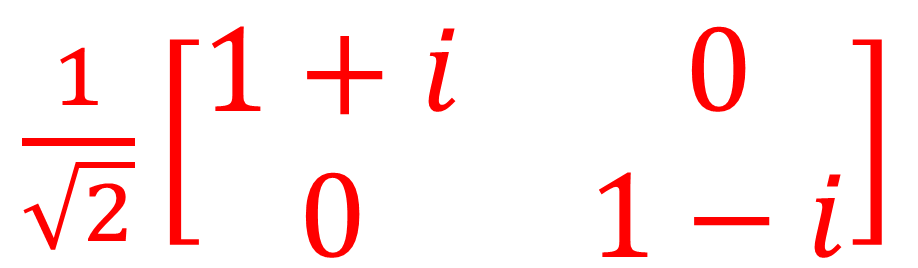 1/√2 [1 + i 0
0 1 − i]